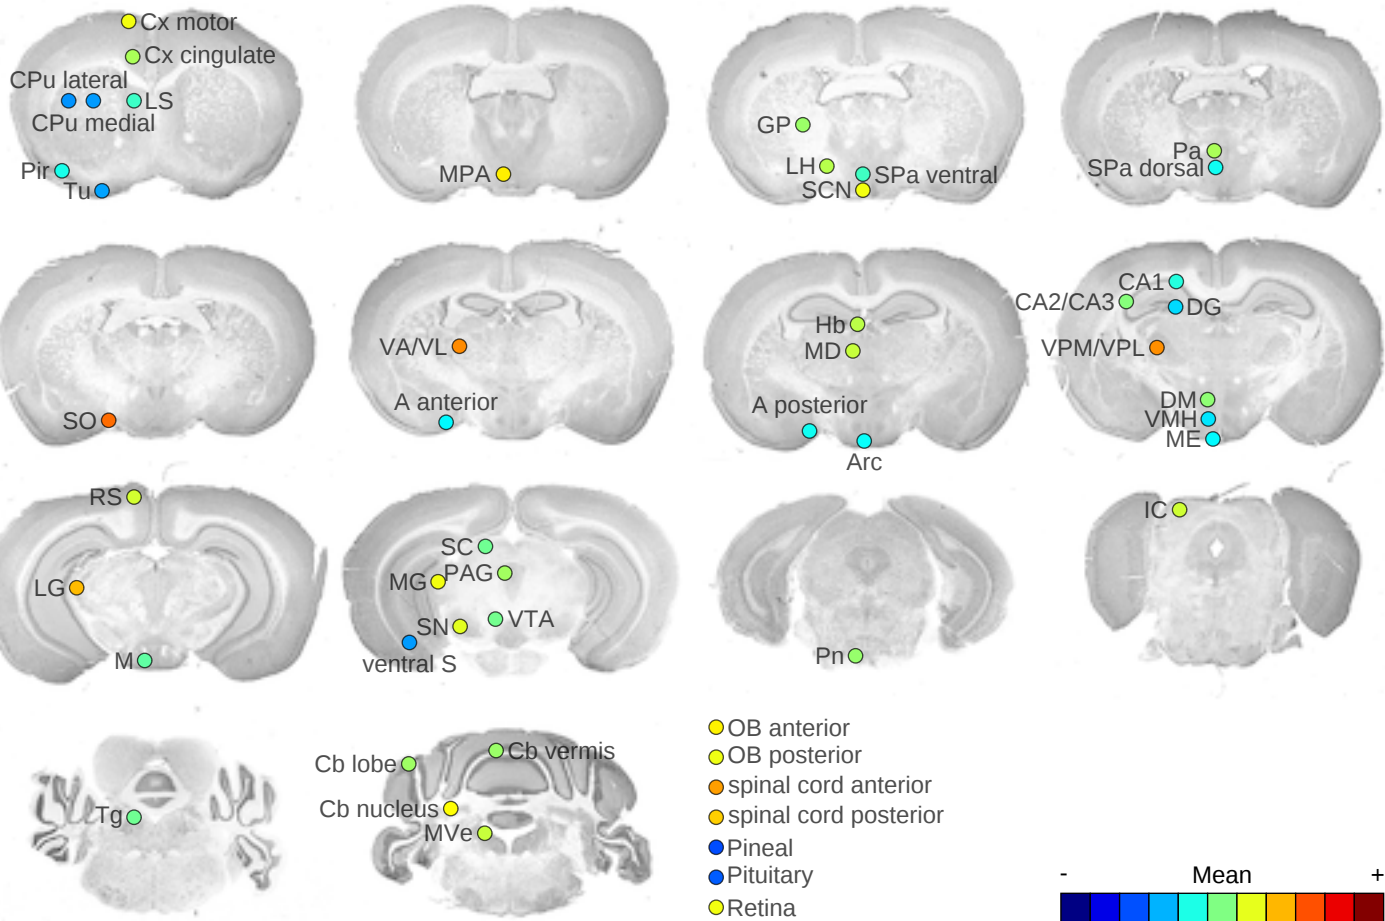 Cx motor
Cx cingulate
CPu lateral
LS
CPu medial
Pir
Tu
MPA
GP
LH
SPa ventral
SCN
Pa
SPa dorsal
SO
VA/VL
A anterior
Hb
MD
A posterior
Arc
CA1
CA2/CA3
DG
VPM/VPL
DM
VMH
ME
RS
LG
M
SC
MG
PAG
SN
VTA
ventral S
Pn
IC
Tg
Cb lobe
Cb vermis
Cb nucleus
MVe
OB anterior
OB posterior
spinal cord anterior
spinal cord posterior
Pineal
Pituitary
Retina
- Mean +